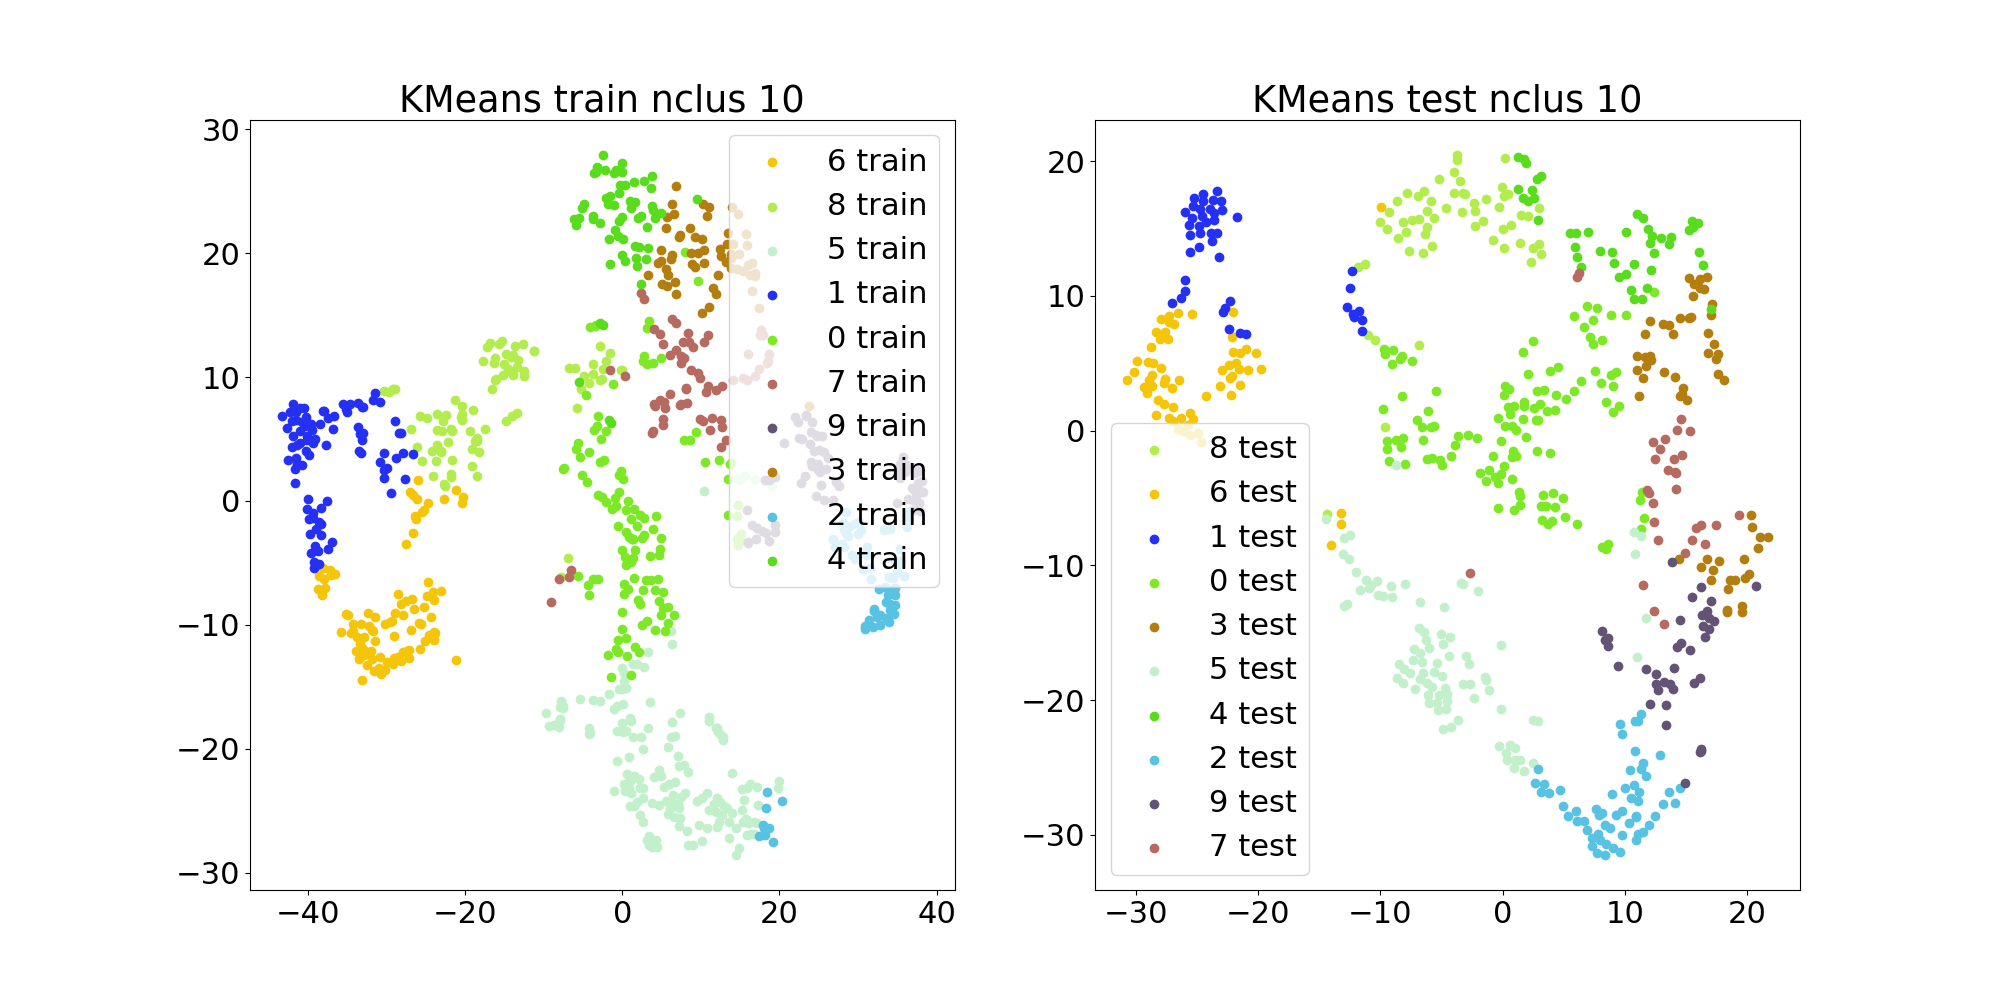 KMeans train nclus 10
30
20
10
0
−10
−20
−30
−40
−20
0
20
40
6 train
8 train
5 train
1 train
0 train
7 train
9 train
3 train
2 train
4 train
KMeans test nclus 10
20
10
0
−10
−20
−30
−30
−20
−10
0
10
20
8 test
6 test
1 test
0 test
3 test
5 test
4 test
2 test
9 test
7 test